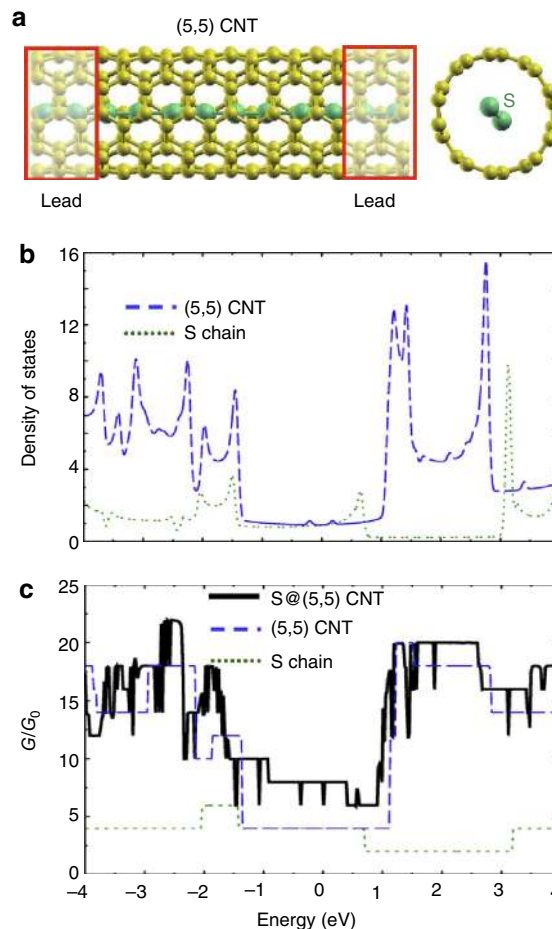 a
(5,5) CNT
S
Lead
Lead
b
16
12
8
4
0
Density of states
(5,5) CNT
S chain
c
25
20
15
10
5
0
G/G0
S@(5,5) CNT
(5,5) CNT
S chain
–4 –3 –2 –1 0 1 2 3 4
Energy (eV)